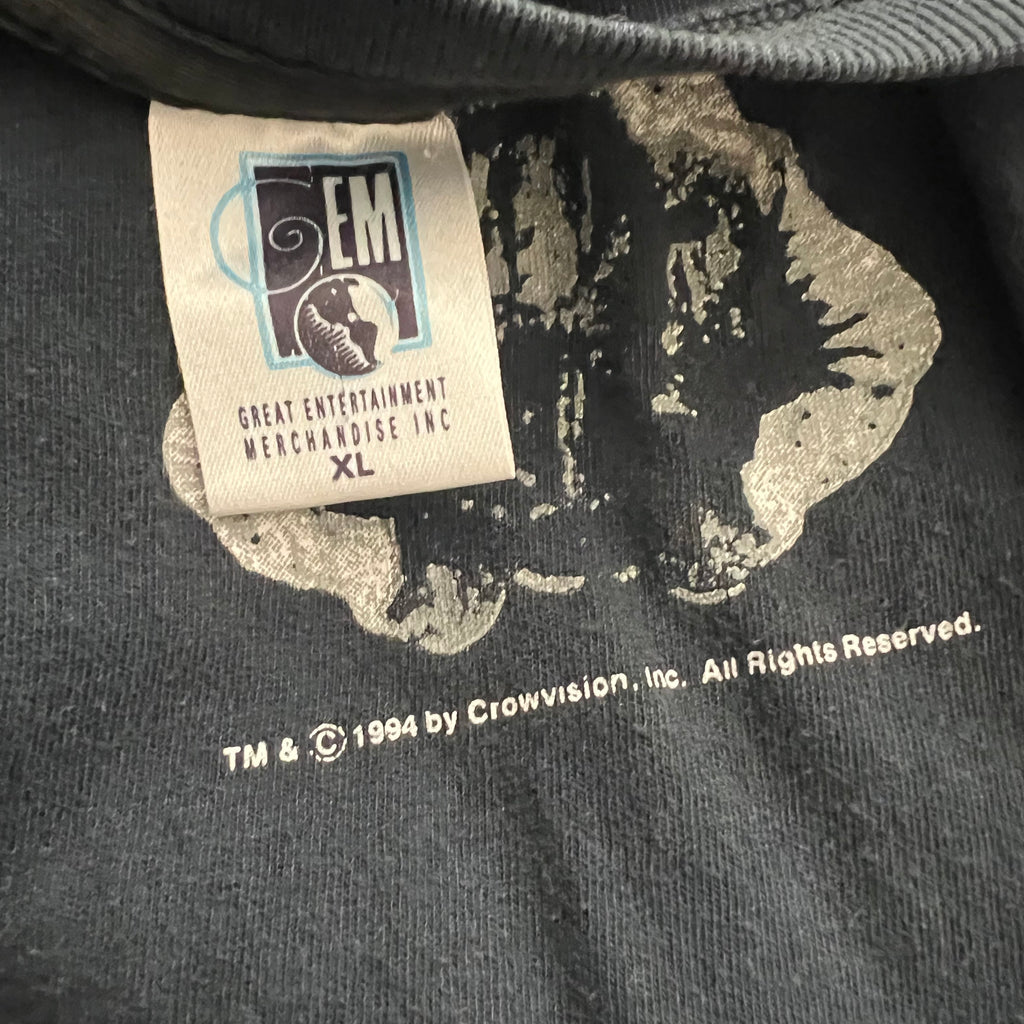 GEM
GREAT ENTERTAINMENT
MERCHANDISE INC
XL
TM & © 1994 by Crowvision, Inc. All Rights Reserved.